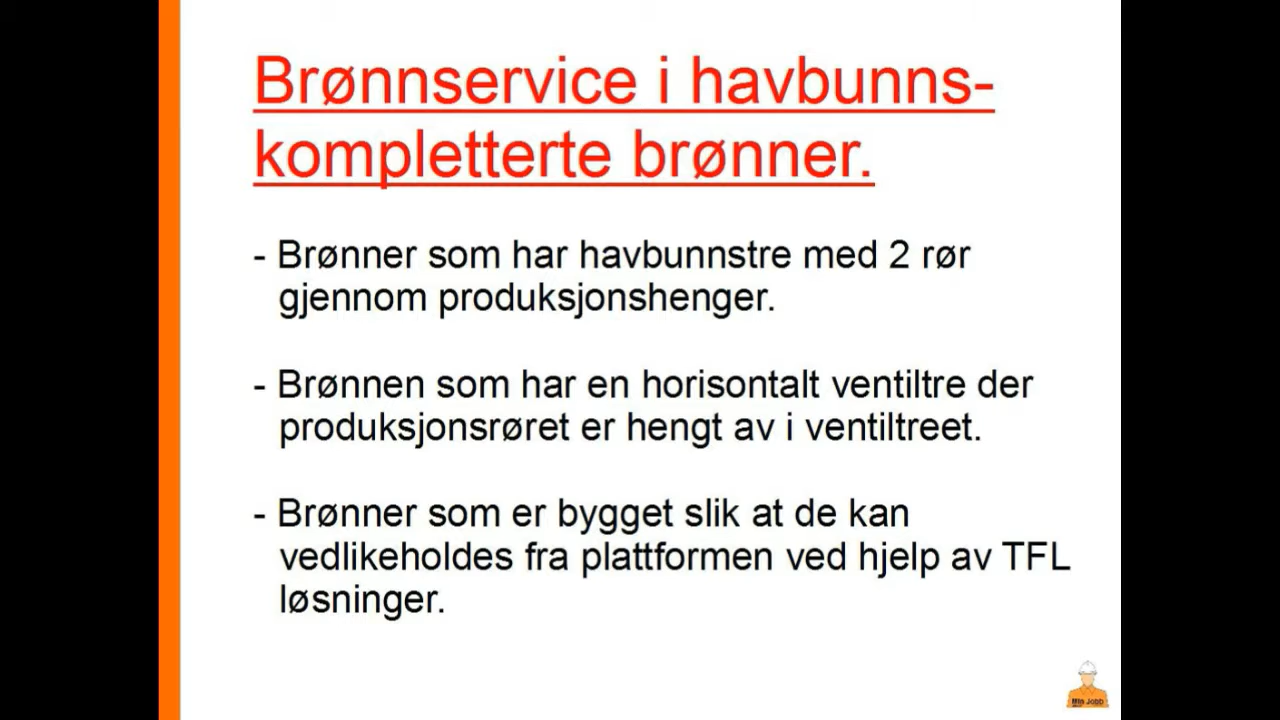 Brønnservice i havbunns-
kompletterte brønner.
- Brønner som har havbunnstre med 2 rør
gjennom produksjonshenger.
- Brønnen som har en horisontalt ventiltre der
produksjonsrøret er hengt av i ventiltreet.
- Brønner som er bygget slik at de kan
vedlikeholdes fra plattformen ved hjelp av TFL
løsninger.
Min Jobb